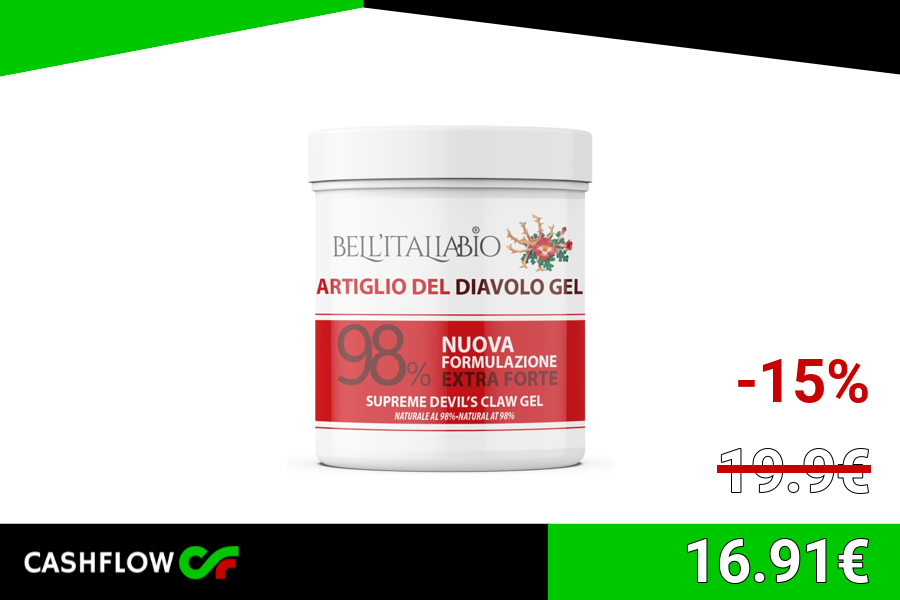 BELL'ITALIABIO®
ARTIGLIO DEL DIAVOLO GEL
98%
NUOVA
FORMULAZIONE
EXTRA FORTE
SUPREME DEVIL'S CLAW GEL
NATURALE AL 98%•NATURAL AT 98%
-15%
19.9€
CASHFLOW
16.91€